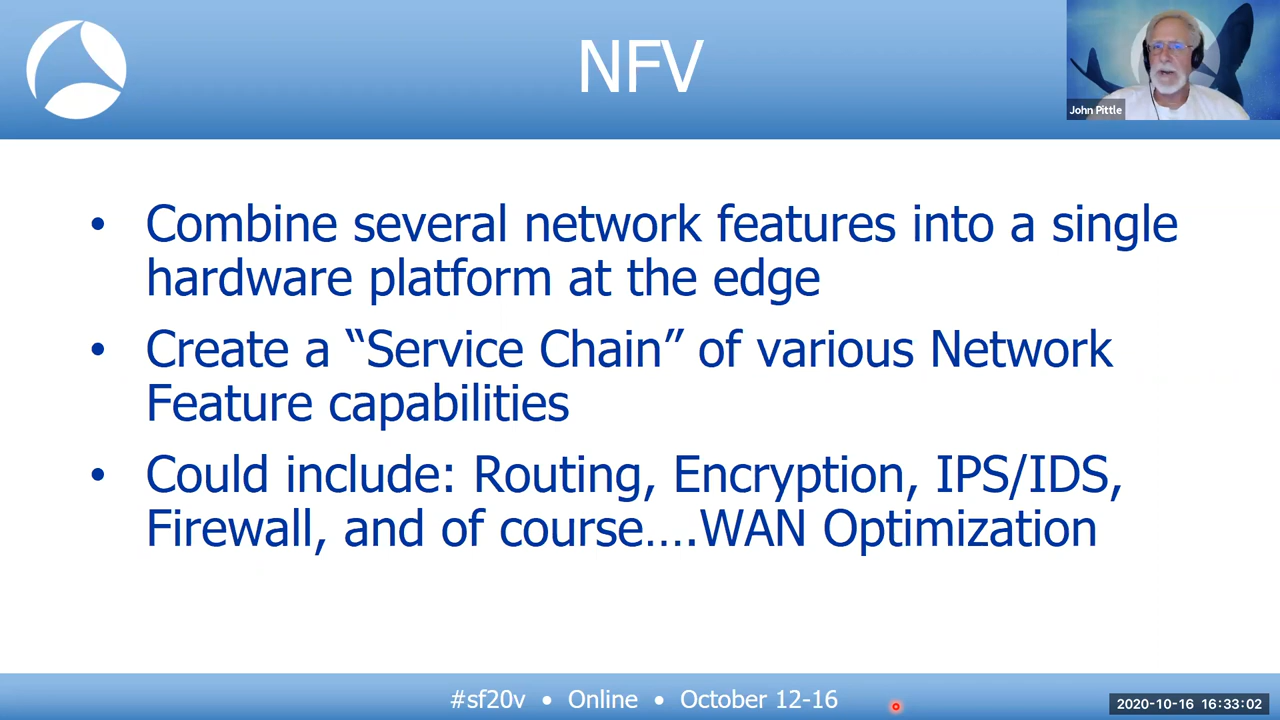 NFV
John Pittle
• Combine several network features into a single
hardware platform at the edge
• Create a “Service Chain” of various Network
Feature capabilities
• Could include: Routing, Encryption, IPS/IDS,
Firewall, and of course….WAN Optimization
#sf20v • Online • October 12-16
2020-10-16 16:33:02